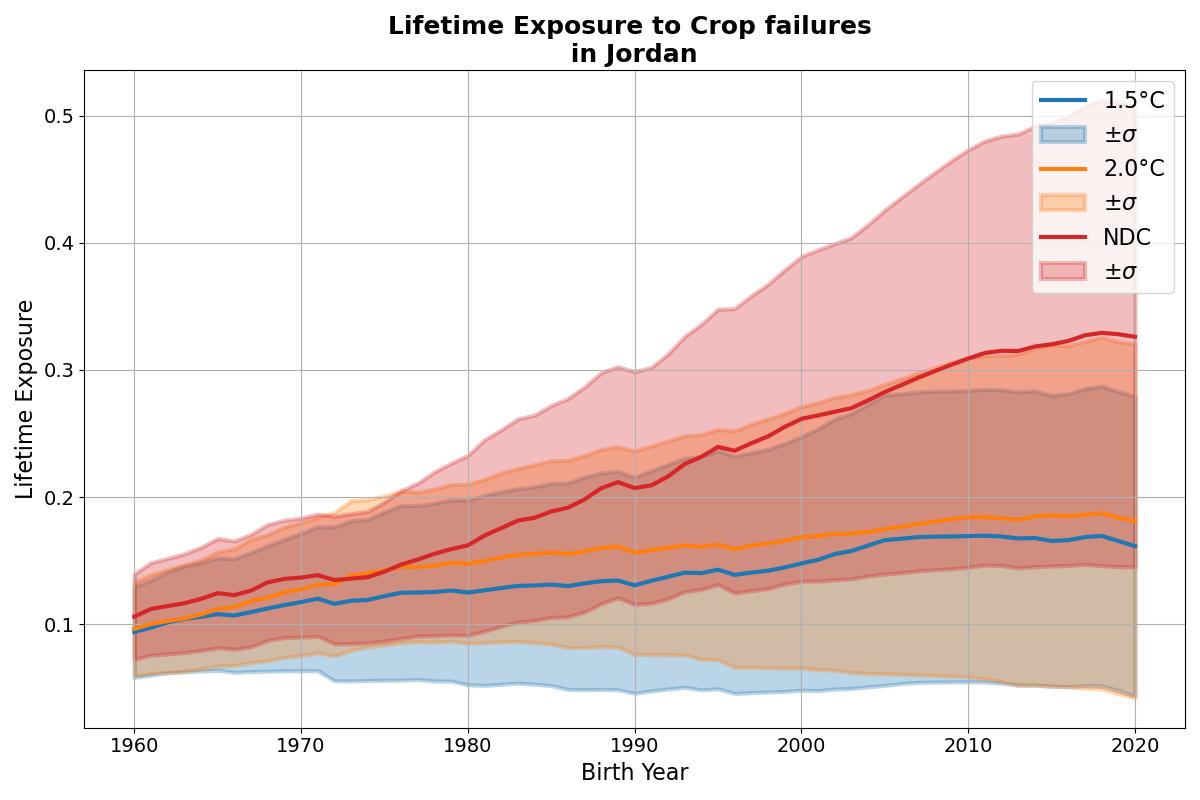 Lifetime Exposure to Crop failures
in Jordan
0.5
0.4
0.3
0.2
0.1
Lifetime Exposure
1960 1970 1980 1990 2000 2010 2020
Birth Year
1.5°C
±σ
2.0°C
±σ
NDC
±σ